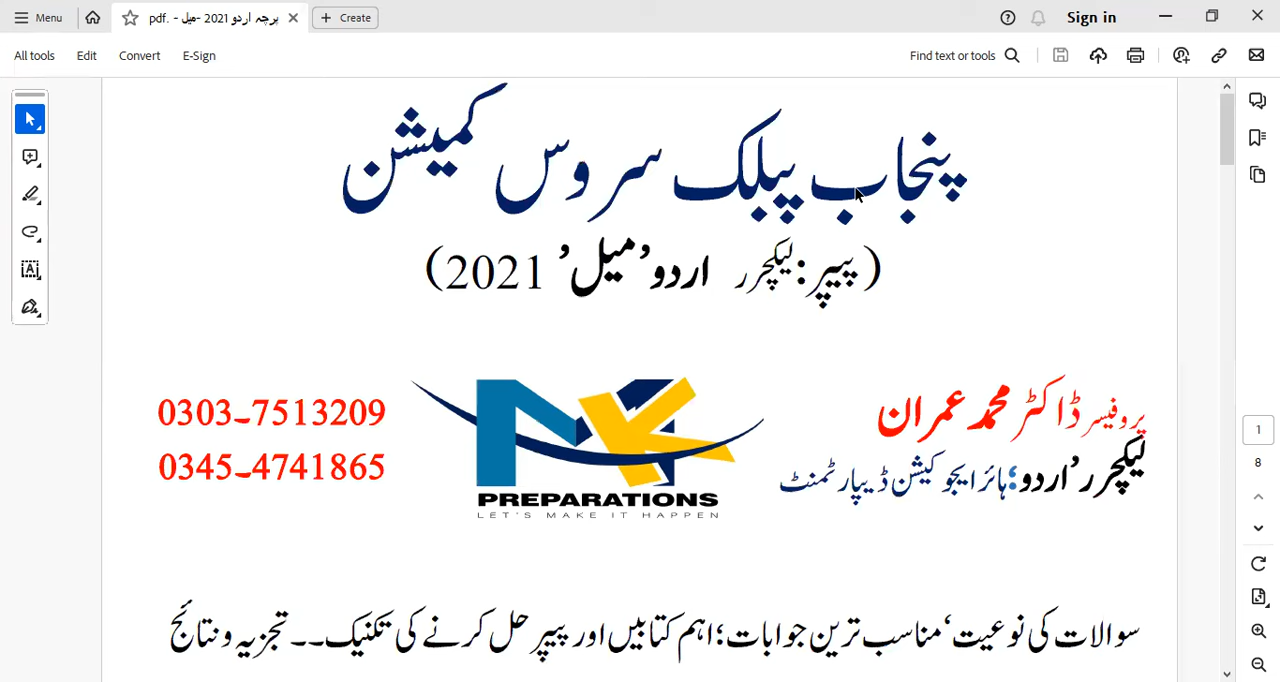 Menu
پرچہ اردو 2021 -میل - .pdf
Create
Sign in
All tools
Edit
Convert
E-Sign
Find text or tools
پنجاب پبلک سروس کمیشن
(پیپر:لیکچرر اردو’میل’ 2021)
پروفیسر ڈاکٹر محمد عمران
0303-7513209
لیکچرر’اردو؛ہائر ایجوکیشن ڈیپارٹمنٹ
0345-4741865
NK
PREPARATIONS
LET'S MAKE IT HAPPEN
سوالات کی نوعیت‘مناسب ترین جوابات؛اہم کتابیں اور پیپر حل کرنے کی تکنیک۔۔تجزیہ و نتائج
1
8